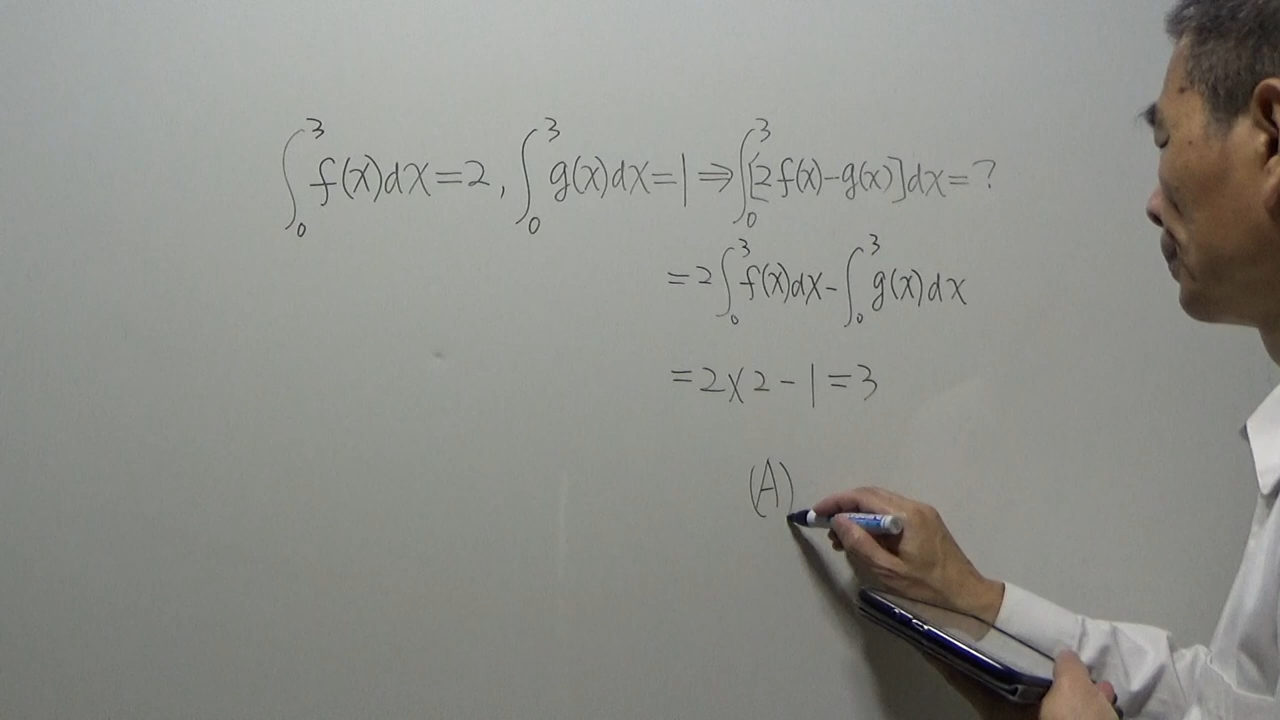 ∫₀³ f(x)dx=2, ∫₀³ g(x)dx=1 ⇒ ∫₀³ [2f(x)-g(x)]dx=?
=2∫₀³ f(x)dx-∫₀³ g(x)dx
=2×2-1=3
(A)